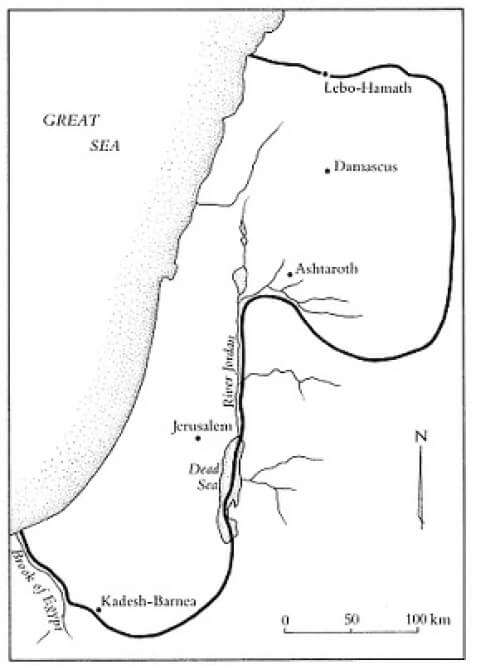 Lebo-Hamath
GREAT
SEA
Damascus
Ashtaroth
River Jordan
Jerusalem
Dead
Sea
N
Brook of Egypt
Kadesh-Barnea
0 50 100 km